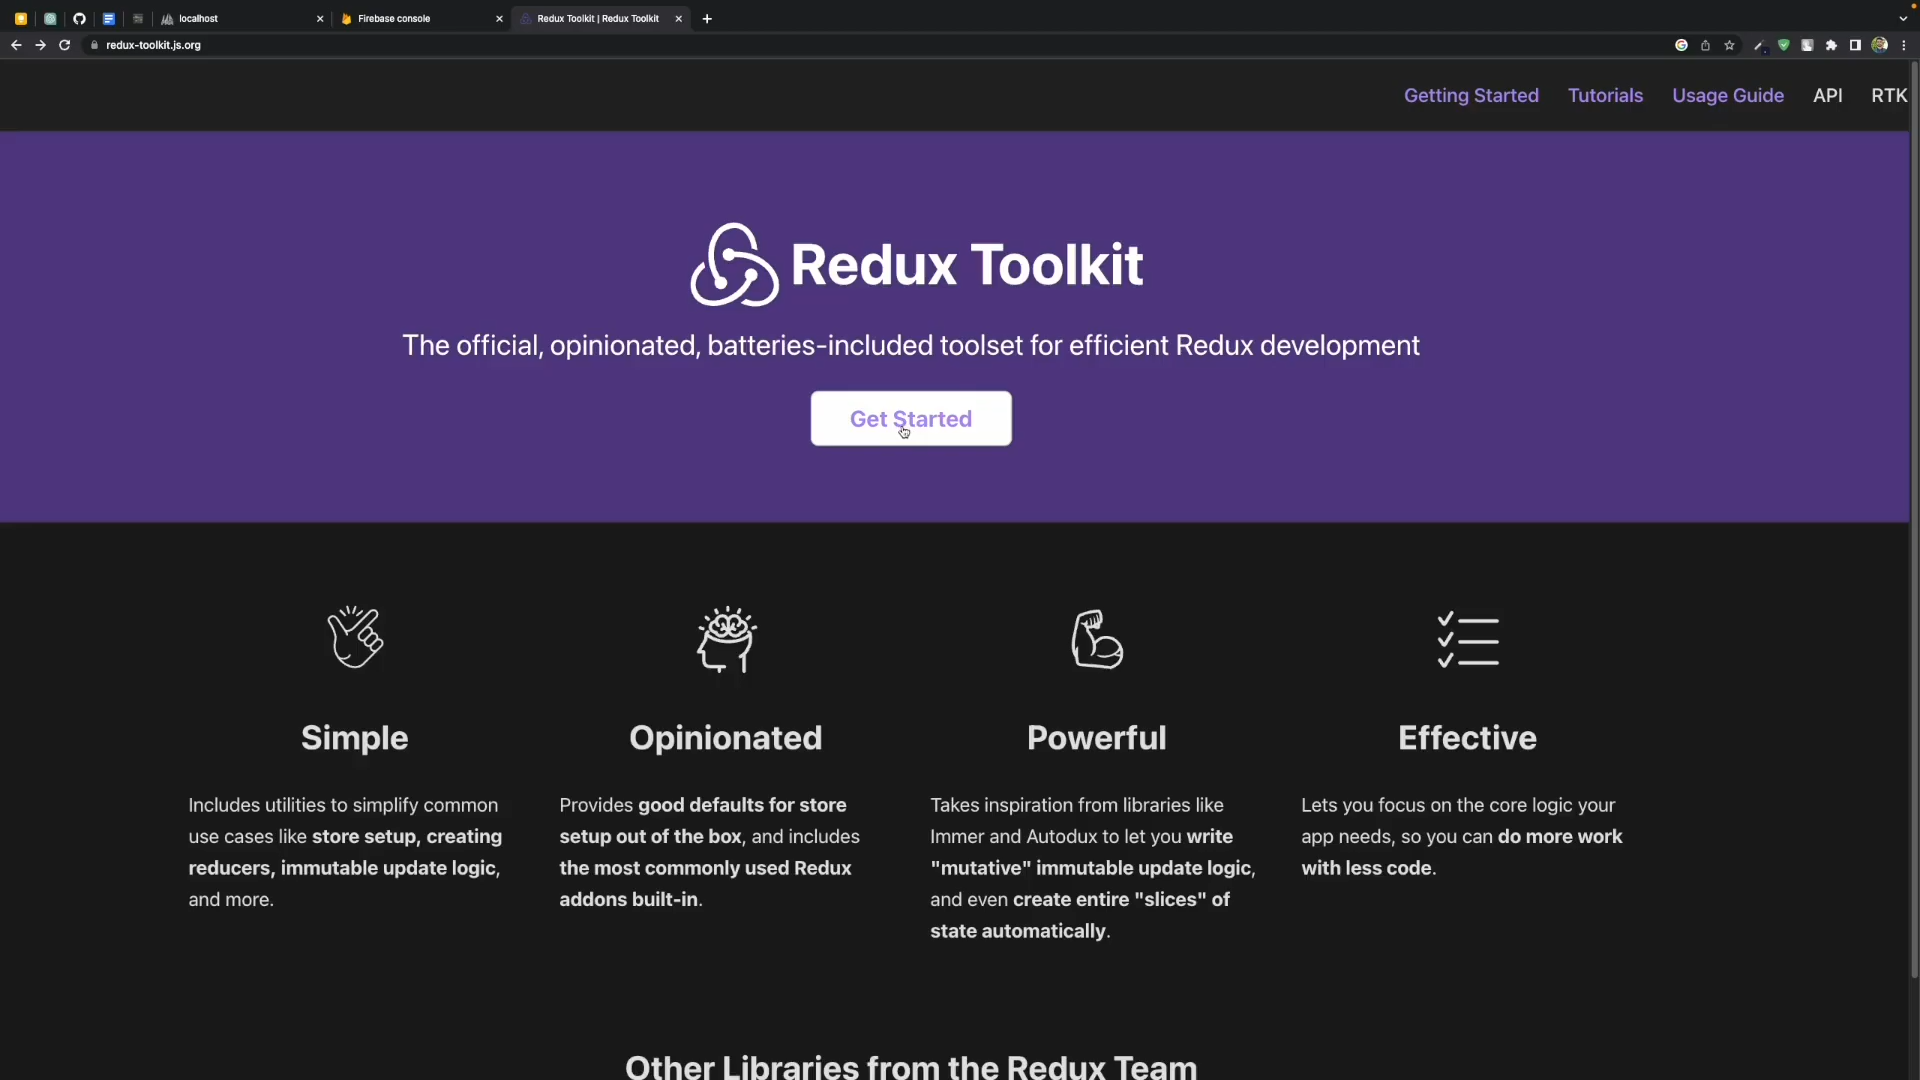 localhost
Firebase console
Redux Toolkit | Redux Toolkit
redux-toolkit.js.org
Getting Started Tutorials Usage Guide API RTK
Redux Toolkit
The official, opinionated, batteries-included toolset for efficient Redux development
Get Started
Simple
Includes utilities to simplify common
use cases like store setup, creating
reducers, immutable update logic,
and more.
Opinionated
Provides good defaults for store
setup out of the box, and includes
the most commonly used Redux
addons built-in.
Powerful
Takes inspiration from libraries like
Immer and Autodux to let you write
"mutative" immutable update logic,
and even create entire "slices" of
state automatically.
Effective
Lets you focus on the core logic your
app needs, so you can do more work
with less code.
Other Libraries from the Redux Team